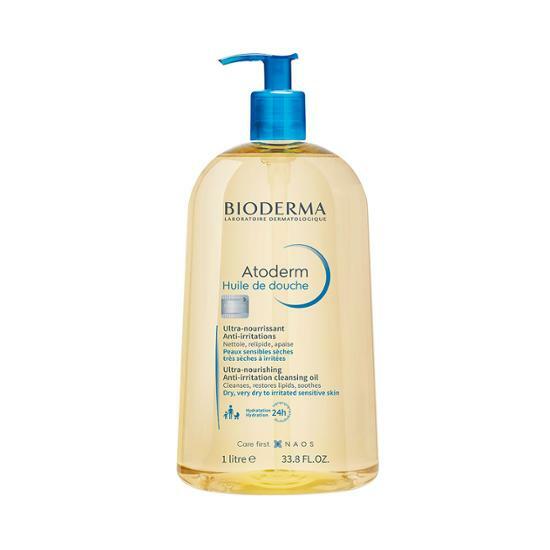 BIODERMA
LABORATOIRE DERMATOLOGIQUE
Atoderm
Huile de douche
Ultra-nourrissant
Anti-irritations
Nettoie, relipide, apaise
Peaux sensibles sèches
très sèches à irritées
Ultra-nourishing
Anti-irritation cleansing oil
Cleanses, restores lipids, soothes
Dry, very dry to irritated sensitive skin
Hydratation
Hydration
24h
Care first. NAOS
1 litre e 33.8 FL.OZ.